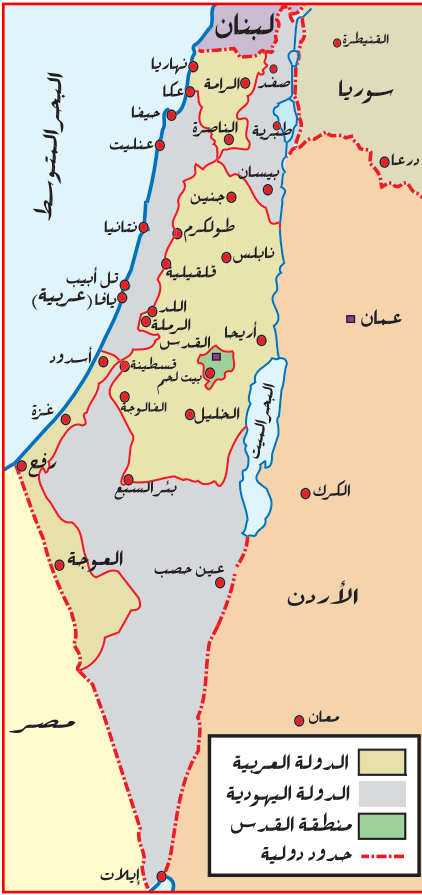 لبنان
القنيطرة
سوريا
نهاريا
صفد
الرامة
عكا
حيفا
الناصرة
طبرية
درعا
البحر المتوسط
عتليت
بيسان
جنين
نتانيا
طولكرم
نابلس
قلقيلية
تل أبيب
يافا (عربية)
اللد
الرملة
القدس
أريحا
عمان
أسدود
قسطينة
بيت لحم
البحر الميت
الفالوجة
الخليل
غزة
رفح
بئر السبع
الكرك
العوجة
عين حصب
الأردن
معان
مصر
الدولة العربية
الدولة اليهودية
منطقة القدس
حدود دولية
إيلات